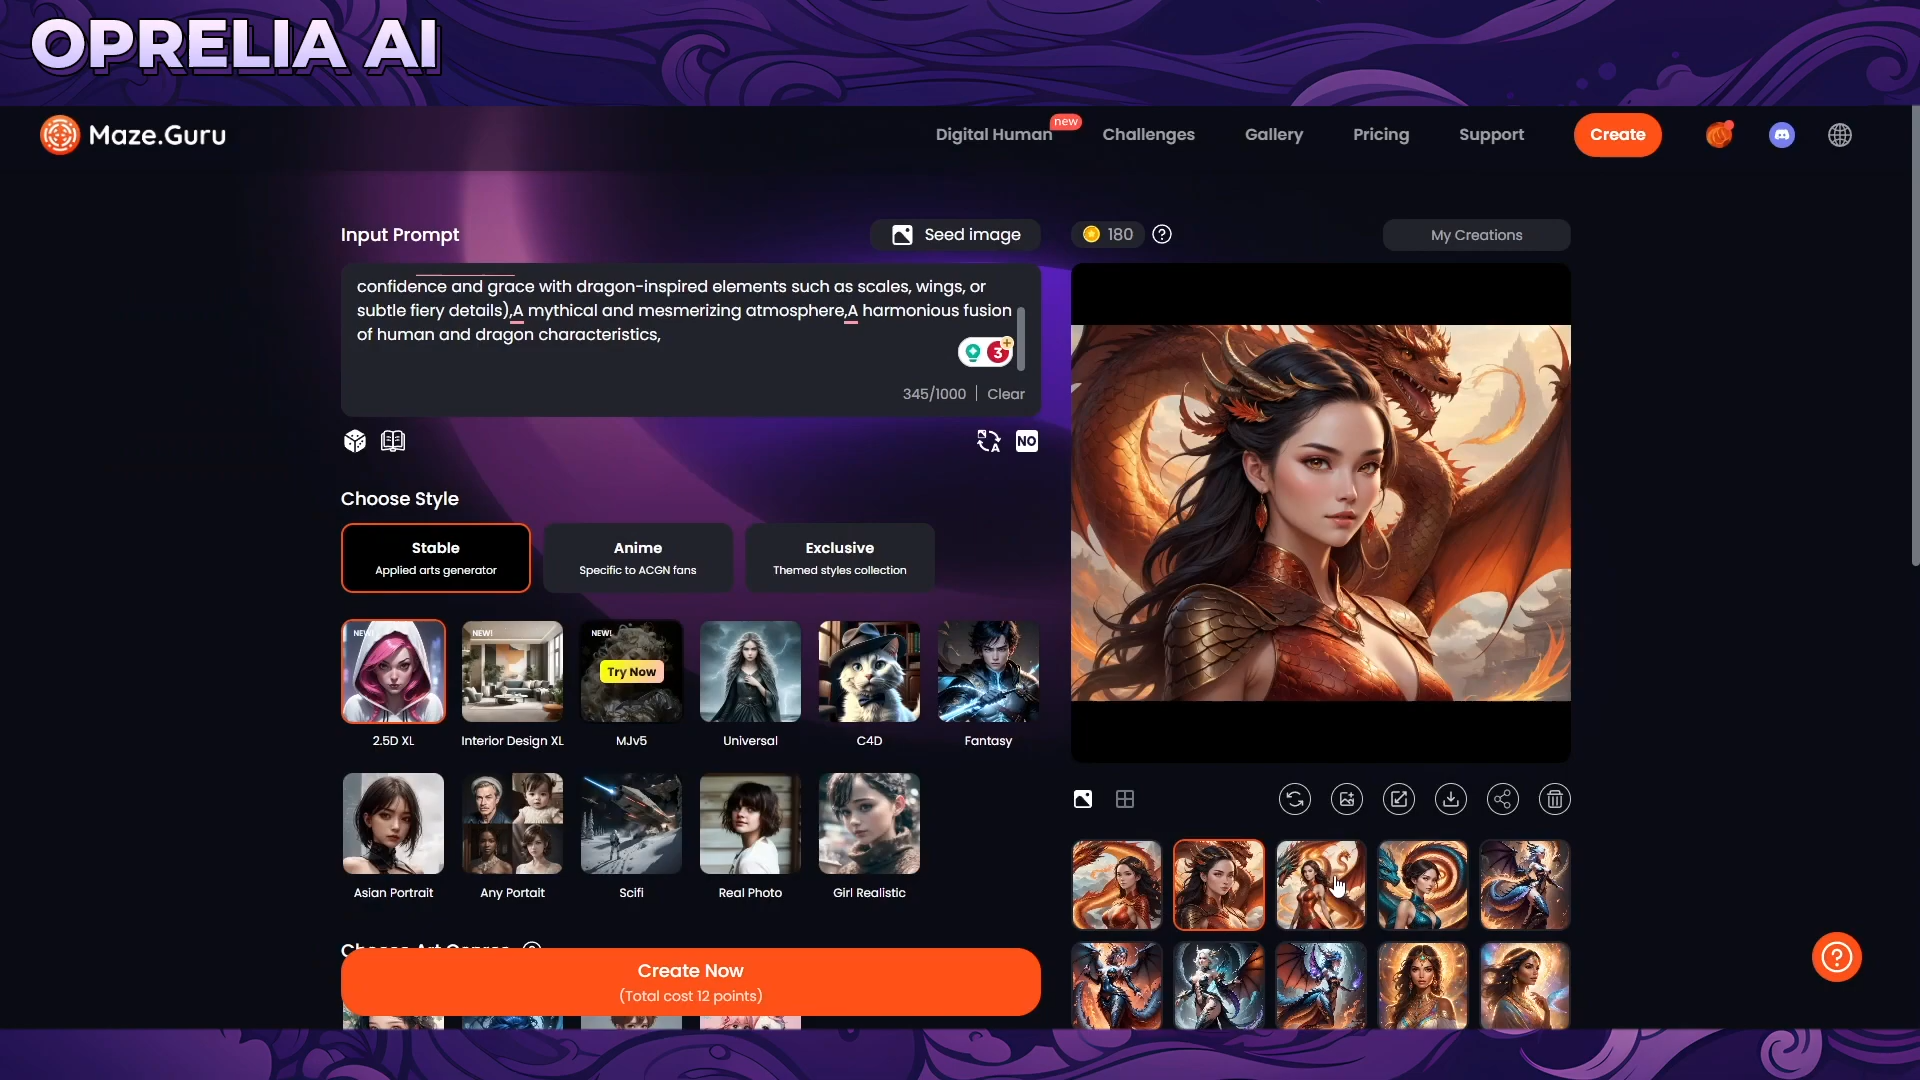 OPRELIA AI
Maze.Guru
Digital Human
new
Challenges
Gallery
Pricing
Support
Create
Input Prompt
Seed image
180
My Creations
confidence and grace with dragon-inspired elements such as scales, wings, or
subtle fiery details),A mythical and mesmerizing atmosphere,A harmonious fusion
of human and dragon characteristics,
3
345/1000
Clear
NO
Choose Style
Stable
Applied arts generator
Anime
Specific to ACGN fans
Exclusive
Themed styles collection
NEW!
NEW!
NEW!
Try Now
2.5D XL
Interior Design XL
MJv5
Universal
C4D
Fantasy
Asian Portrait
Any Portait
Scifi
Real Photo
Girl Realistic
Create Now
(Total cost 12 points)